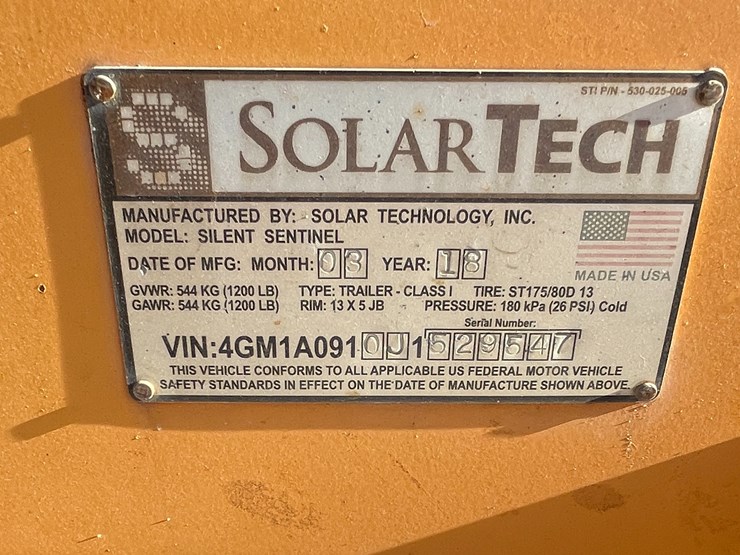 STI P/N - 530-025-005
SOLARTECH
MANUFACTURED BY: SOLAR TECHNOLOGY, INC.
MODEL: SILENT SENTINEL
DATE OF MFG: MONTH: 03 YEAR: 18
MADE IN USA
GVWR: 544 KG (1200 LB) TYPE: TRAILER - CLASS I TIRE: ST175/80D 13
GAWR: 544 KG (1200 LB) RIM: 13 X 5 JB PRESSURE: 180 kPa (26 PSI) Cold
Serial Number:
VIN:4GM1A0910J1529547
THIS VEHICLE CONFORMS TO ALL APPLICABLE US FEDERAL MOTOR VEHICLE
SAFETY STANDARDS IN EFFECT ON THE DATE OF MANUFACTURE SHOWN ABOVE.